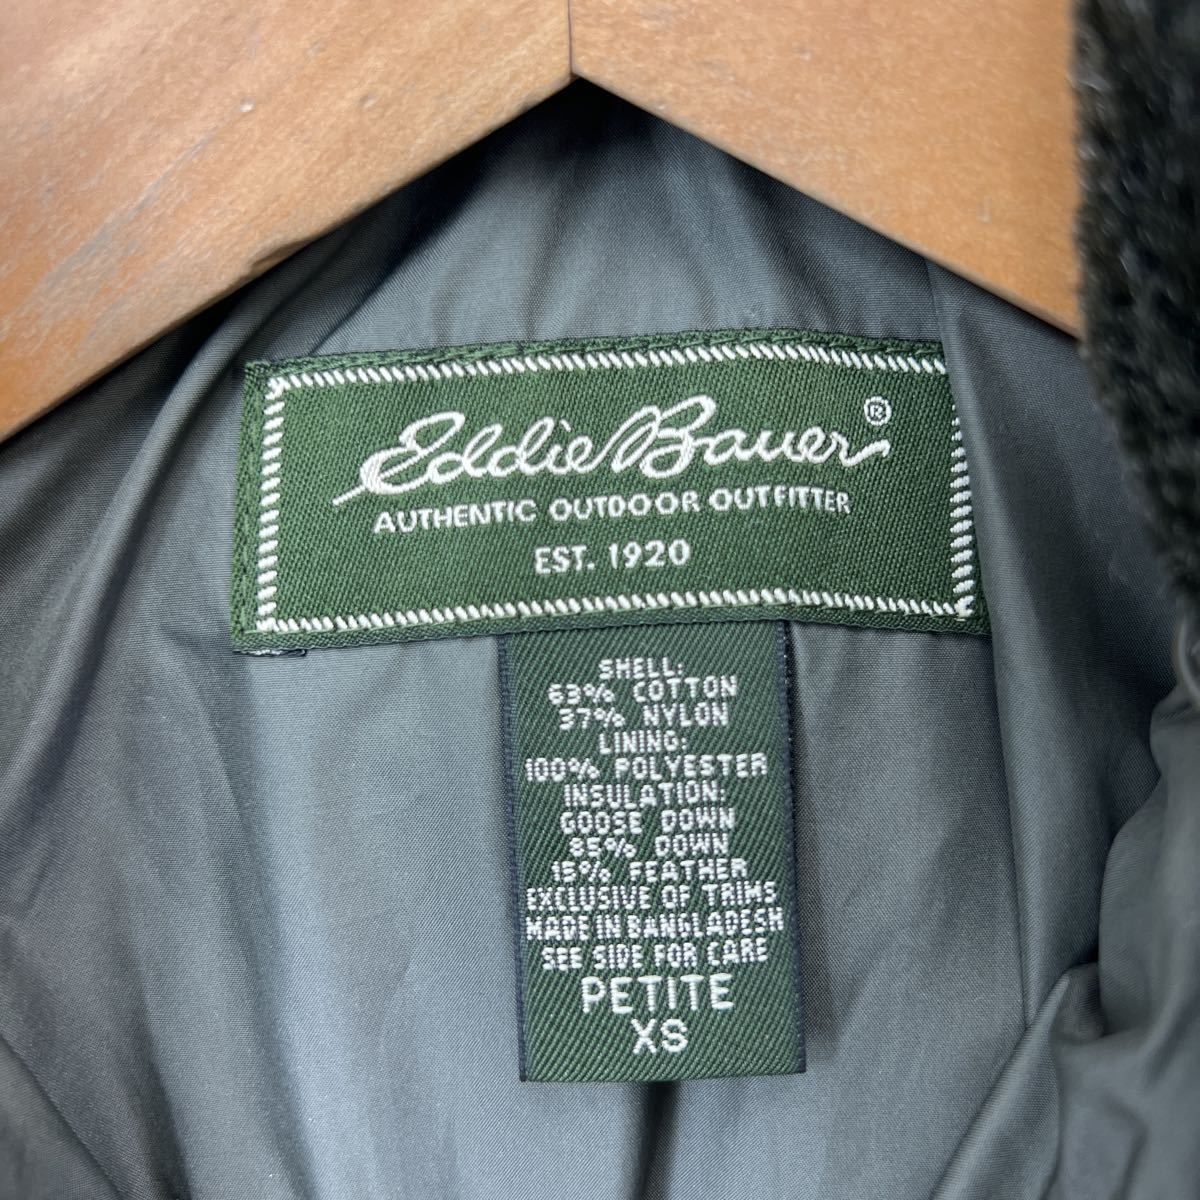 Eddie Bauer®
AUTHENTIC OUTDOOR OUTFITTER
EST. 1920
SHELL:
63% COTTON
37% NYLON
LINING:
100% POLYESTER
INSULATION:
GOOSE DOWN
85% DOWN
15% FEATHER
EXCLUSIVE OF TRIMS
MADE IN BANGLADESH
SEE SIDE FOR CARE
PETITE
XS